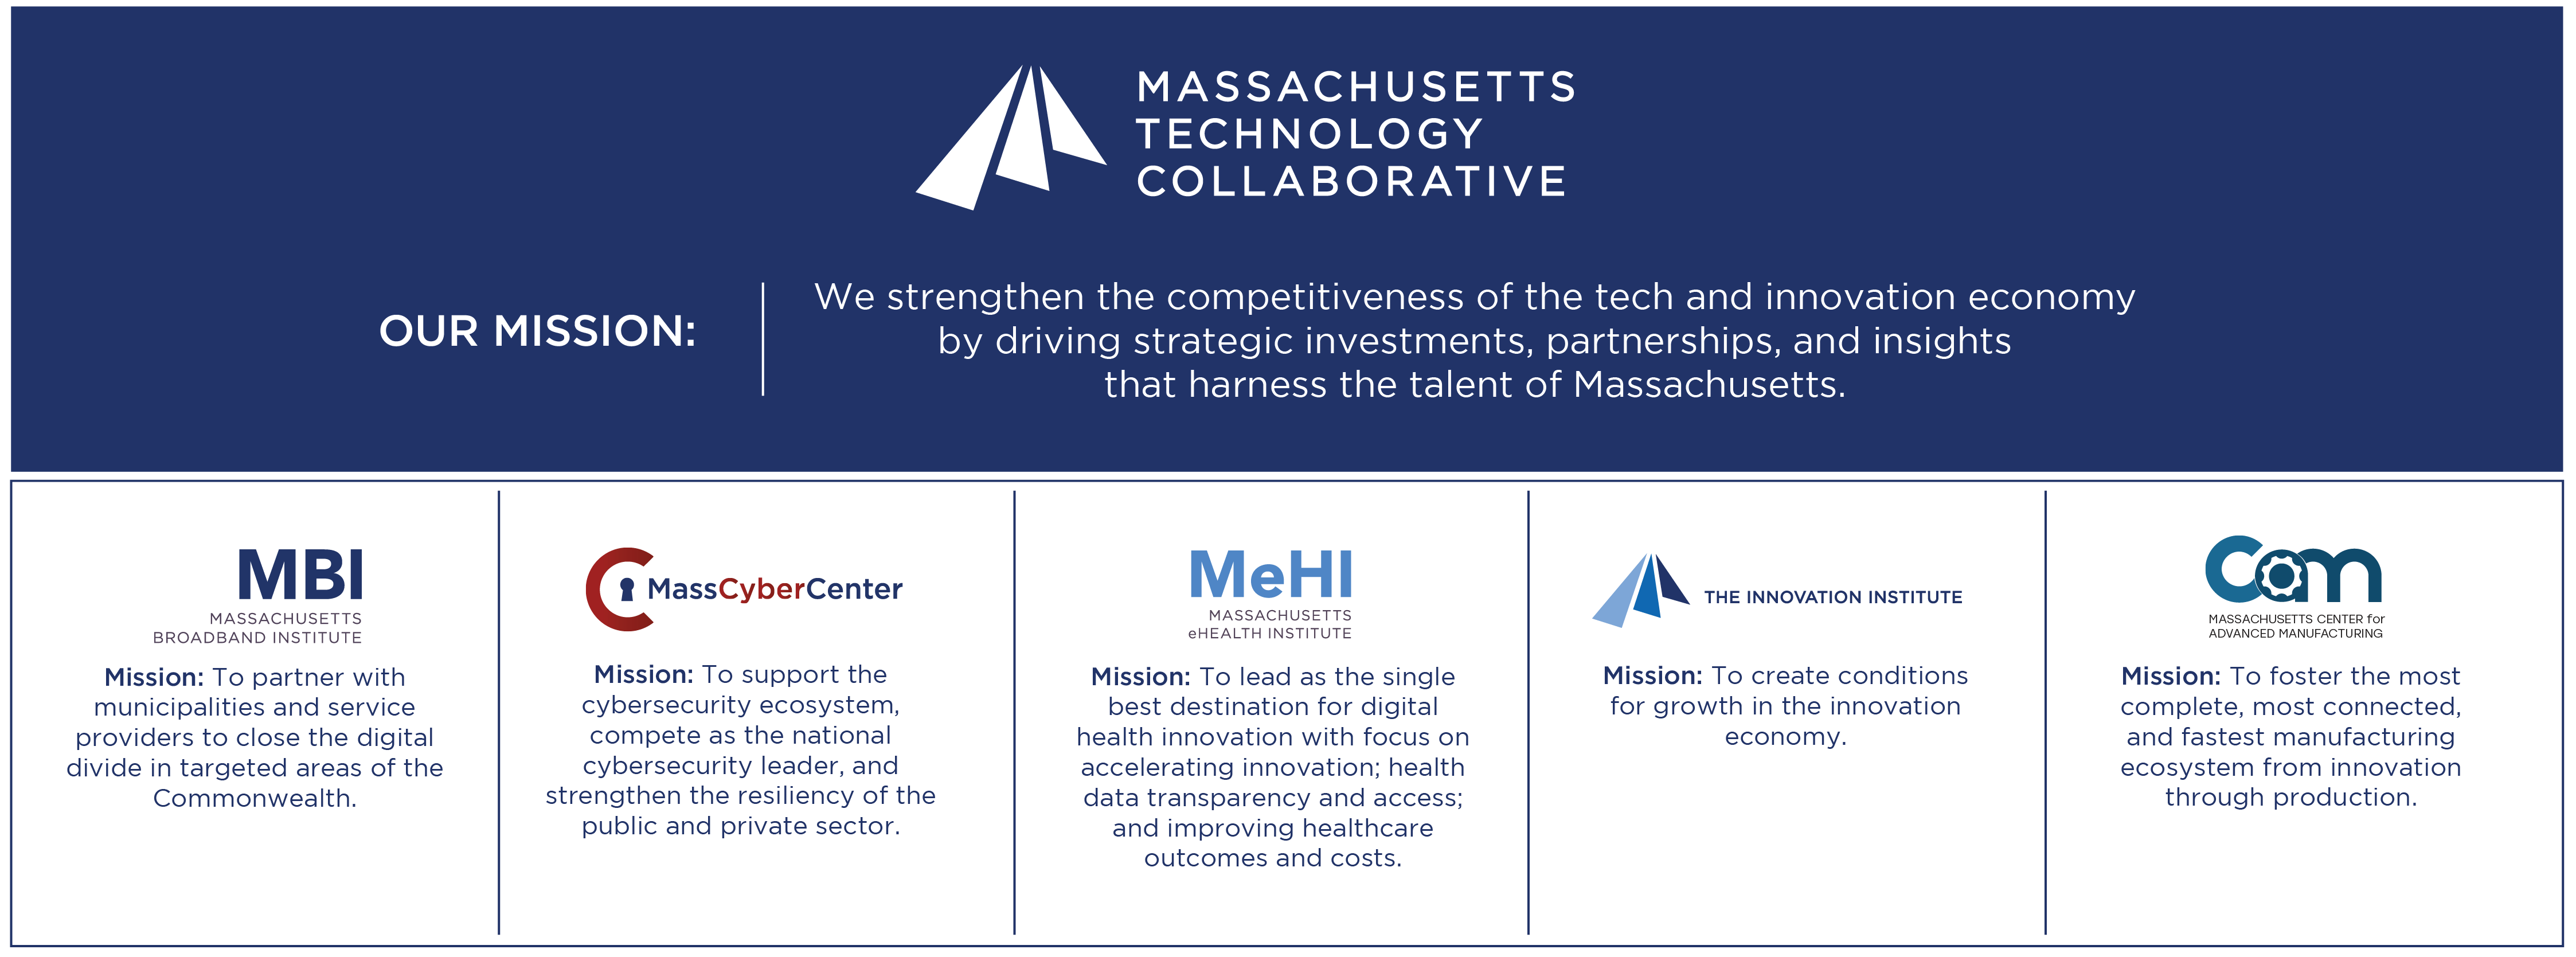 MASSACHUSETTS
TECHNOLOGY
COLLABORATIVE
OUR MISSION:
We strengthen the competitiveness of the tech and innovation economy
by driving strategic investments, partnerships, and insights
that harness the talent of Massachusetts.
MBI
MASSACHUSETTS
BROADBAND INSTITUTE
Mission: To partner with
municipalities and service
providers to close the digital
divide in targeted areas of the
Commonwealth.
MassCyberCenter
Mission: To support the
cybersecurity ecosystem,
compete as the national
cybersecurity leader, and
strengthen the resiliency of the
public and private sector.
MeHI
MASSACHUSETTS
eHEALTH INSTITUTE
Mission: To lead as the single
best destination for digital
health innovation with focus on
accelerating innovation; health
data transparency and access;
and improving healthcare
outcomes and costs.
THE INNOVATION INSTITUTE
Mission: To create conditions
for growth in the innovation
economy.
Cam
MASSACHUSETTS CENTER for
ADVANCED MANUFACTURING
Mission: To foster the most
complete, most connected,
and fastest manufacturing
ecosystem from innovation
through production.